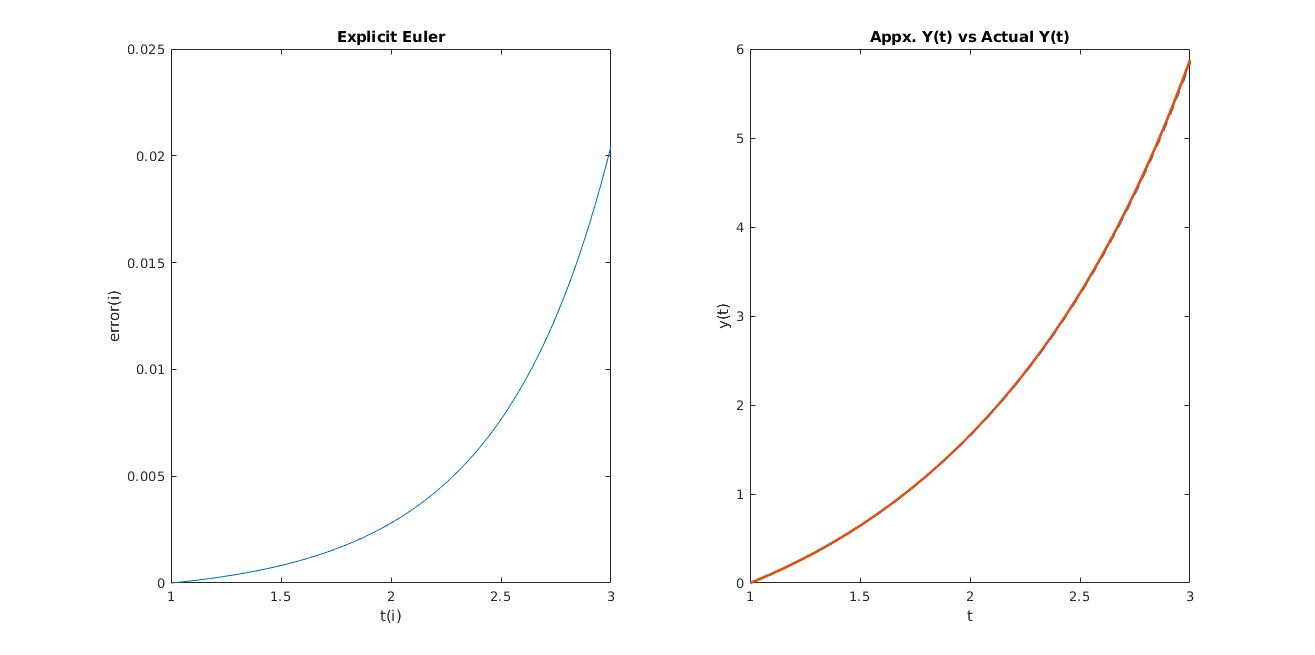 Explicit Euler
0.025
0.02
0.015
0.01
0.005
0
error(i)
1 1.5 2 2.5 3
t(i)
Appx. Y(t) vs Actual Y(t)
6
5
4
3
2
1
0
y(t)
1 1.5 2 2.5 3
t